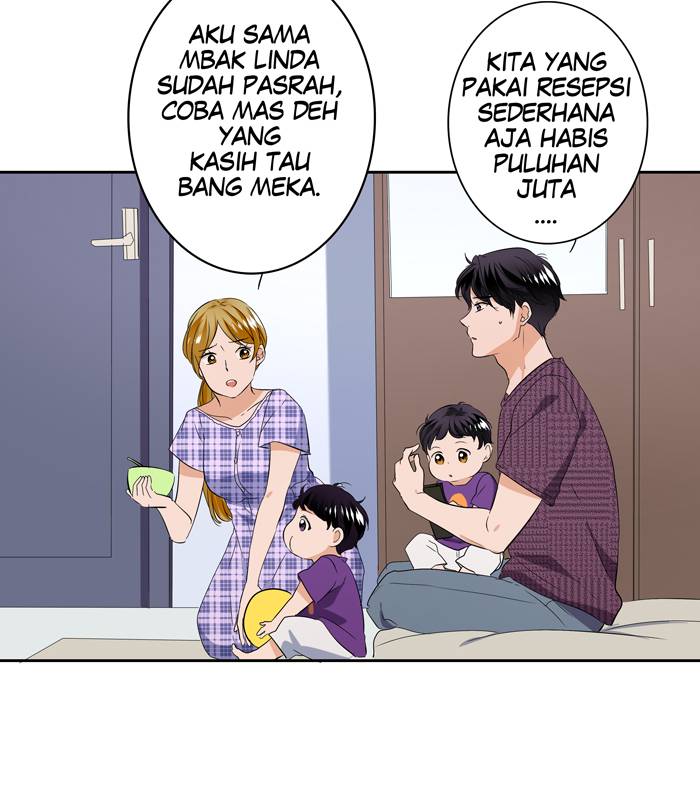 AKU SAMA
MBAK LINDA
SUDAH PASRAH,
COBA MAS DEH
YANG
KASIH TAU
BANG MEKA.
KITA YANG
PAKAI RESEPSI
SEDERHANA
AJA HABIS
PULUHAN
JUTA
....